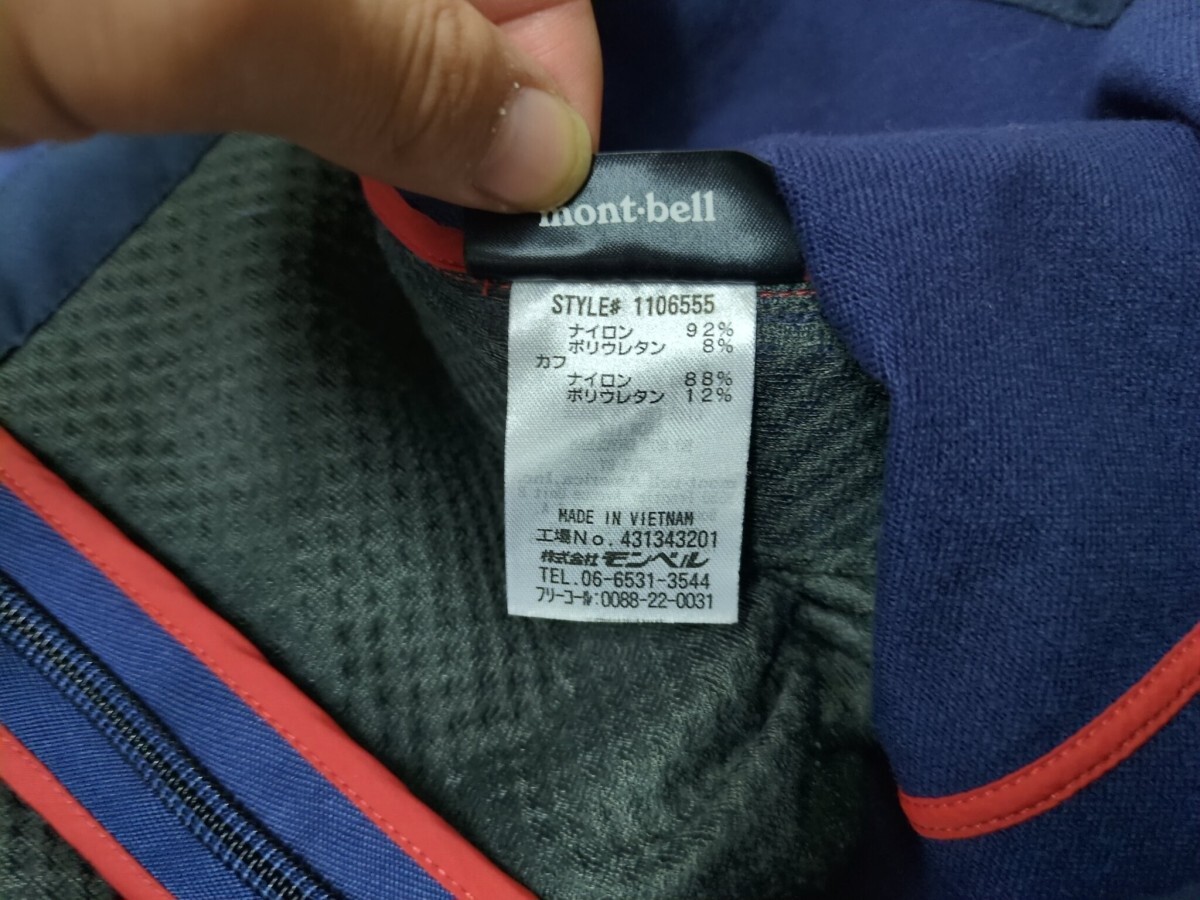 mont·bell
STYLE# 1106555
ナイロン 92%
ポリウレタン 8%
カフ
ナイロン 88%
ポリウレタン 12%
MADE IN VIETNAM
工場No. 431343201
株式会社 モンベル
TEL.06-6531-3544
フリーコール:0088-22-0031